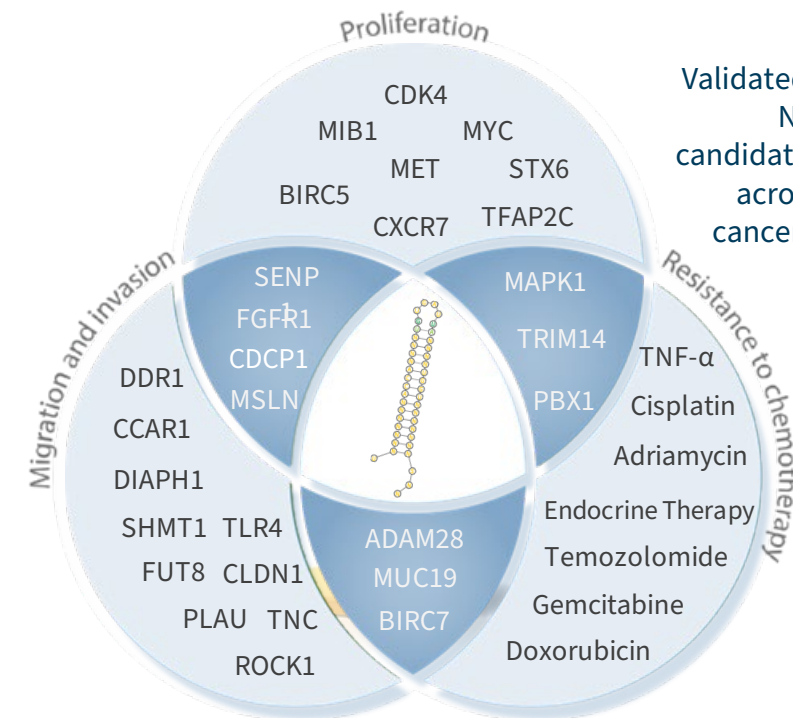 Proliferation
Validated
N
candidat
acro
cance
CDK4
MIB1 MYC
MET STX6
BIRC5
CXCR7 TFAP2C
Migration and invasion
Resistance to chemotherapy
SENP
1
FGFR1
CDCP1
MSLN
MAPK1
TRIM14
PBX1
DDR1
CCAR1
DIAPH1
SHMT1 TLR4
FUT8 CLDN1
PLAU TNC
ROCK1
TNF-α
Cisplatin
Adriamycin
Endocrine Therapy
Temozolomide
Gemcitabine
Doxorubicin
ADAM28
MUC19
BIRC7